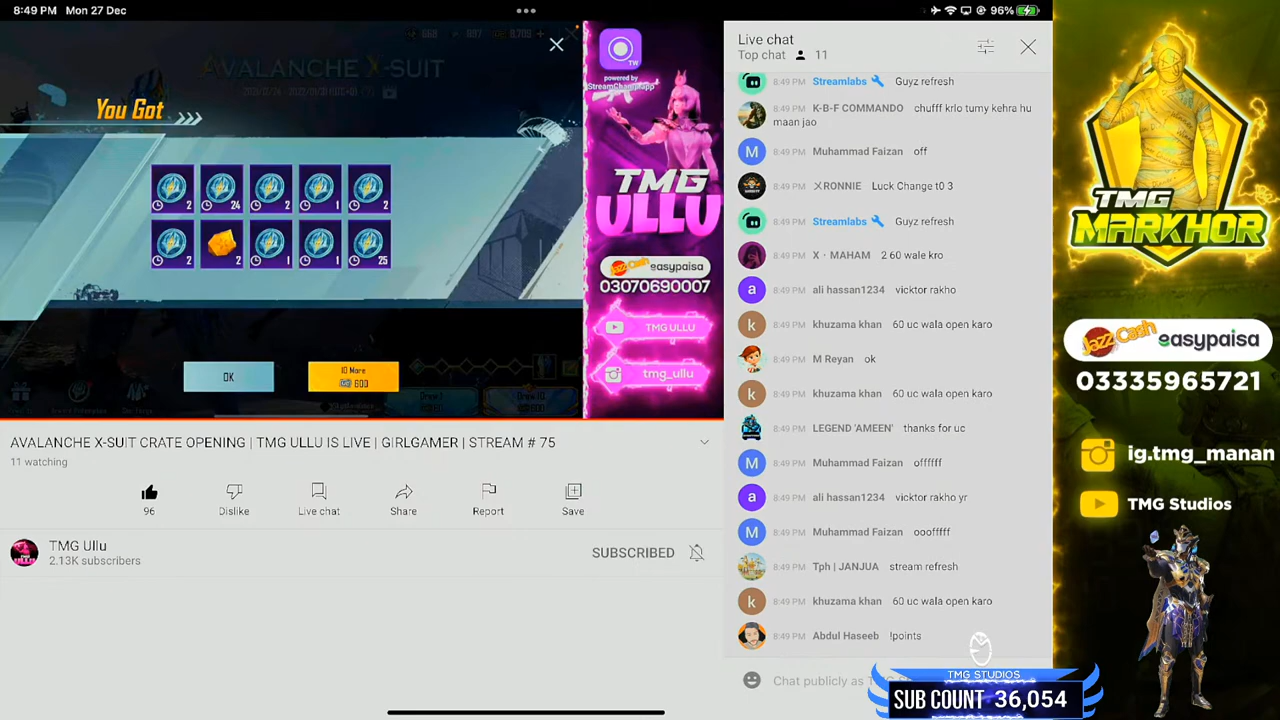 8:49 PM Mon 27 Dec
96%
AVALANCHE X-SUIT
You Got
2 24 2 1 2
2 2 1 1 25
OK
10 More
600
TW
powered by
StreamChampapp
TMG
ULLU
JazzCash easypaisa
03070690007
TMG ULLU
tmg_ullu
AVALANCHE X-SUIT CRATE OPENING | TMG ULLU IS LIVE | GIRLGAMER | STREAM # 75
11 watching
96
Dislike
Live chat
Share
Report
Save
TMG Ullu
2.13K subscribers
SUBSCRIBED
Live chat
Top chat 11
8:49 PM Streamlabs Guyz refresh
8:49 PM K-B-F COMMANDO chufff krlo tumy kehra hu
maan jao
8:49 PM Muhammad Faizan off
8:49 PM XRONNIE Luck Change t0 3
8:49 PM Streamlabs Guyz refresh
8:49 PM X · MAHAM 2 60 wale kro
8:49 PM ali hassan1234 vicktor rakho
8:49 PM khuzama khan 60 uc wala open karo
8:49 PM M Reyan ok
8:49 PM khuzama khan 60 uc wala open karo
8:49 PM LEGEND 'AMEEN' thanks for uc
8:49 PM Muhammad Faizan offffff
8:49 PM ali hassan1234 vicktor rakho yr
8:49 PM Muhammad Faizan ooofffff
8:49 PM Tph | JANJUA stream refresh
8:49 PM khuzama khan 60 uc wala open karo
8:49 PM Abdul Haseeb !points
Chat publicly as
TMG STUDIOS
SUB COUNT 36,054
TMG
MARKHOR
JazzCash easypaisa
03335965721
ig.tmg_manan
TMG Studios